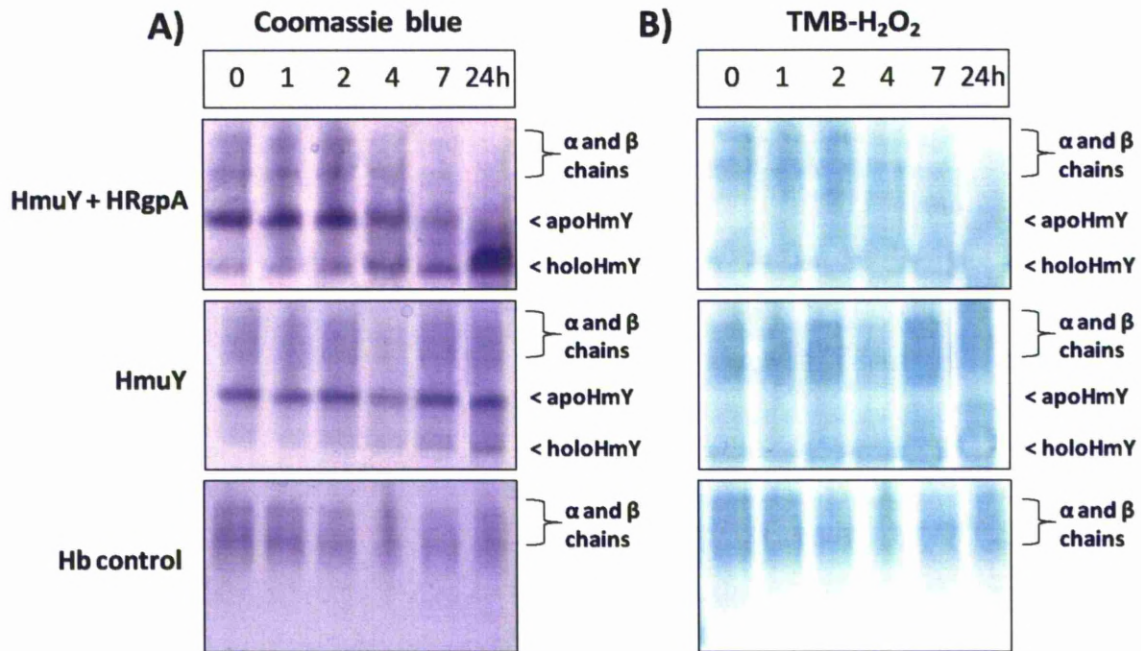 A) Coomassie blue
B) TMB-H₂O₂
0 1 2 4 7 24h
0 1 2 4 7 24h
HmuY + HRgpA
α and β
chains
< apoHmY
< holoHmY
α and β
chains
< apoHmY
< holoHmY
HmuY
α and β
chains
< apoHmY
< holoHmY
α and β
chains
< apoHmY
< holoHmY
Hb control
α and β
chains
α and β
chains